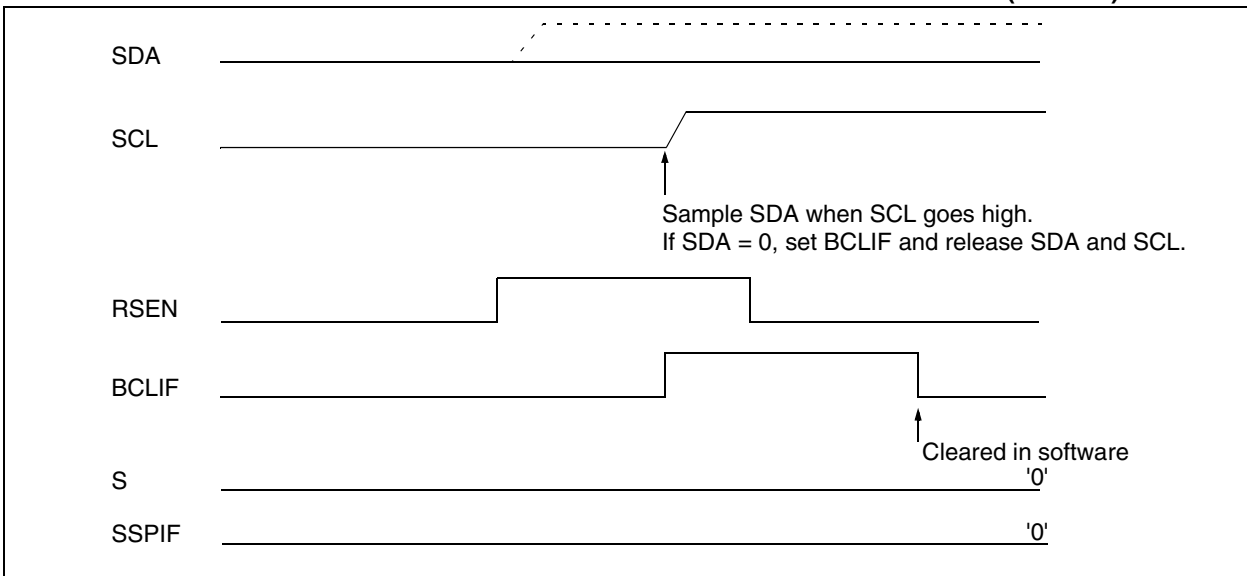 SDA
SCL
Sample SDA when SCL goes high.
If SDA = 0, set BCLIF and release SDA and SCL.
RSEN
BCLIF
Cleared in software
S
'0'
SSPIF
'0'